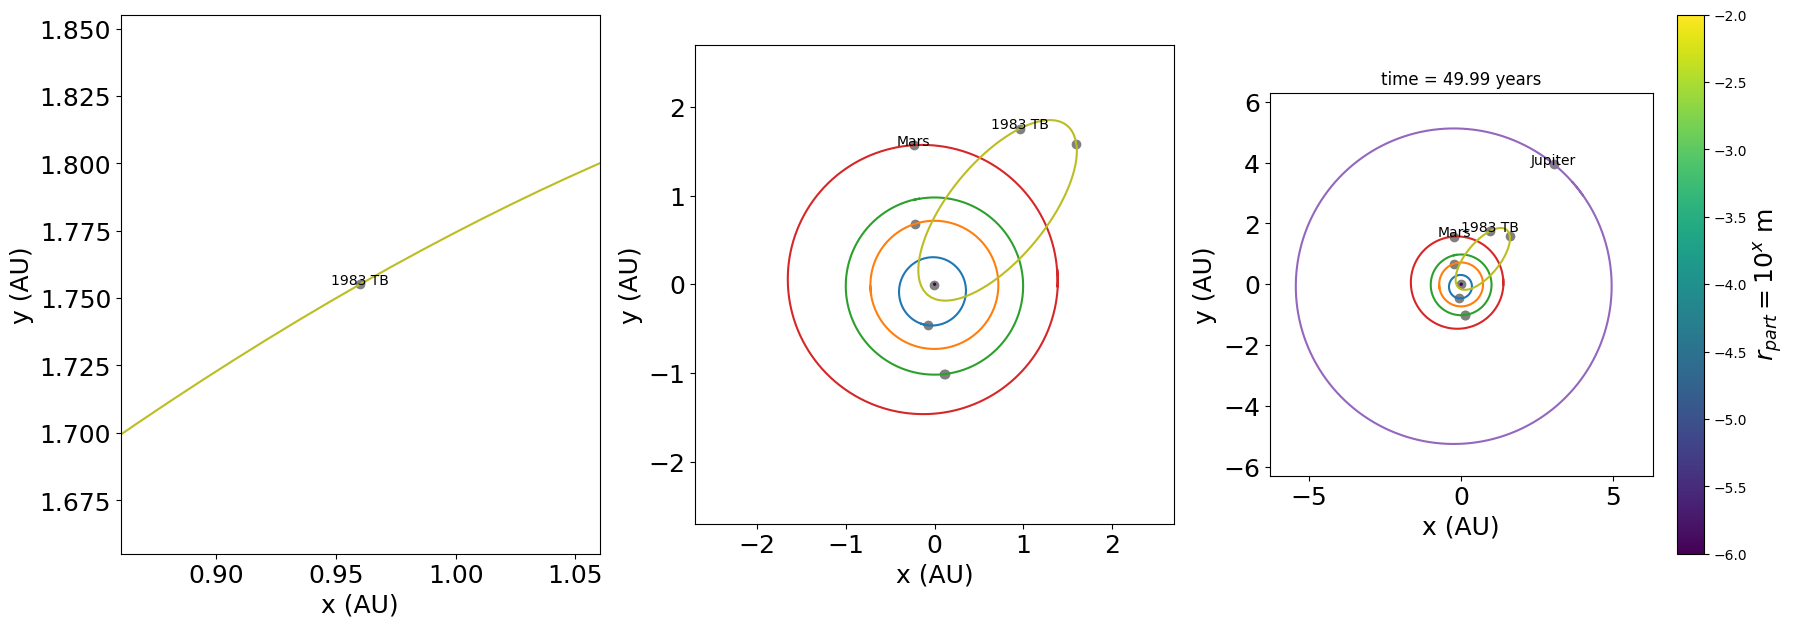 1.850
1.825
1.800
1.775
1.750
1.725
1.700
1.675
y (AU)
0.90
0.95
1.00
1.05
x (AU)
1983 TB
2
1
0
−1
−2
y (AU)
−2
−1
0
1
2
x (AU)
Mars
1983 TB
time = 49.99 years
6
4
2
0
−2
−4
−6
y (AU)
−5
0
5
x (AU)
Jupiter
Mars
1983 TB
−2.0
−2.5
−3.0
−3.5
−4.0
−4.5
−5.0
−5.5
−6.0
r_part = 10^x m